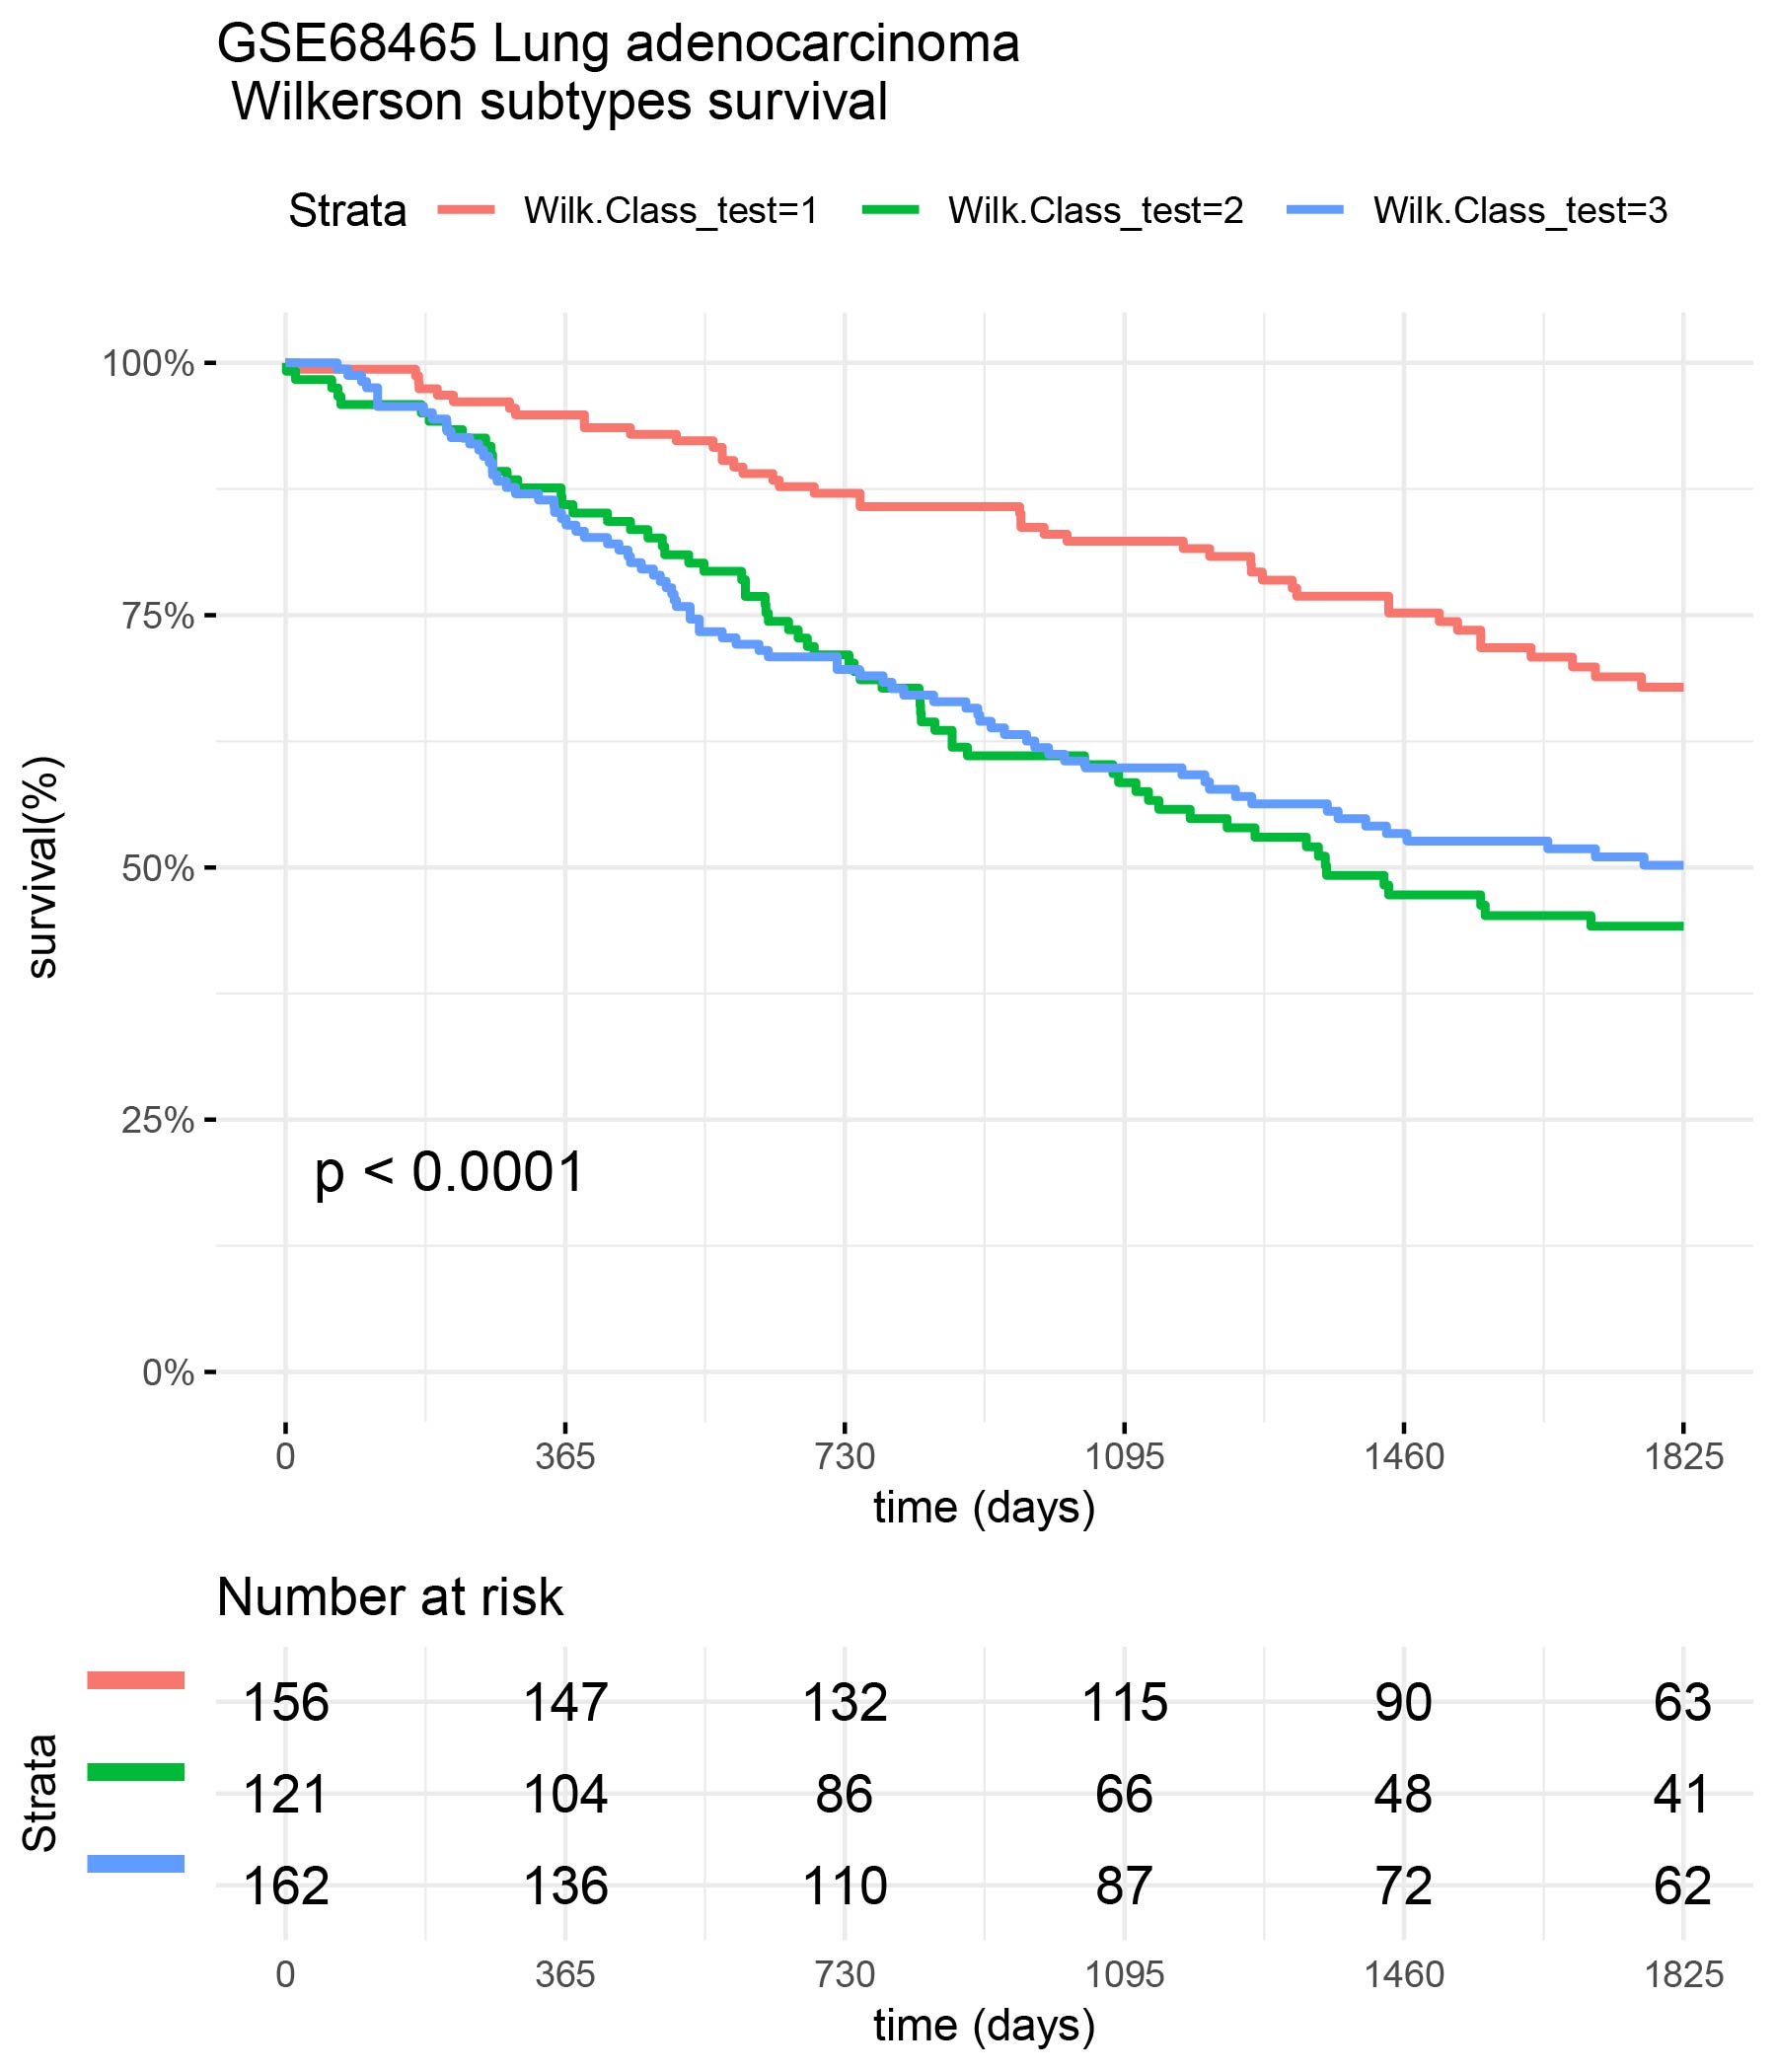 GSE68465 Lung adenocarcinoma
Wilkerson subtypes survival
Strata Wilk.Class_test=1 Wilk.Class_test=2 Wilk.Class_test=3
survival(%)
100%
75%
50%
25%
0%
p < 0.0001
0 365 730 1095 1460 1825
time (days)
Number at risk
Strata
156 147 132 115 90 63
121 104 86 66 48 41
162 136 110 87 72 62
0 365 730 1095 1460 1825
time (days)